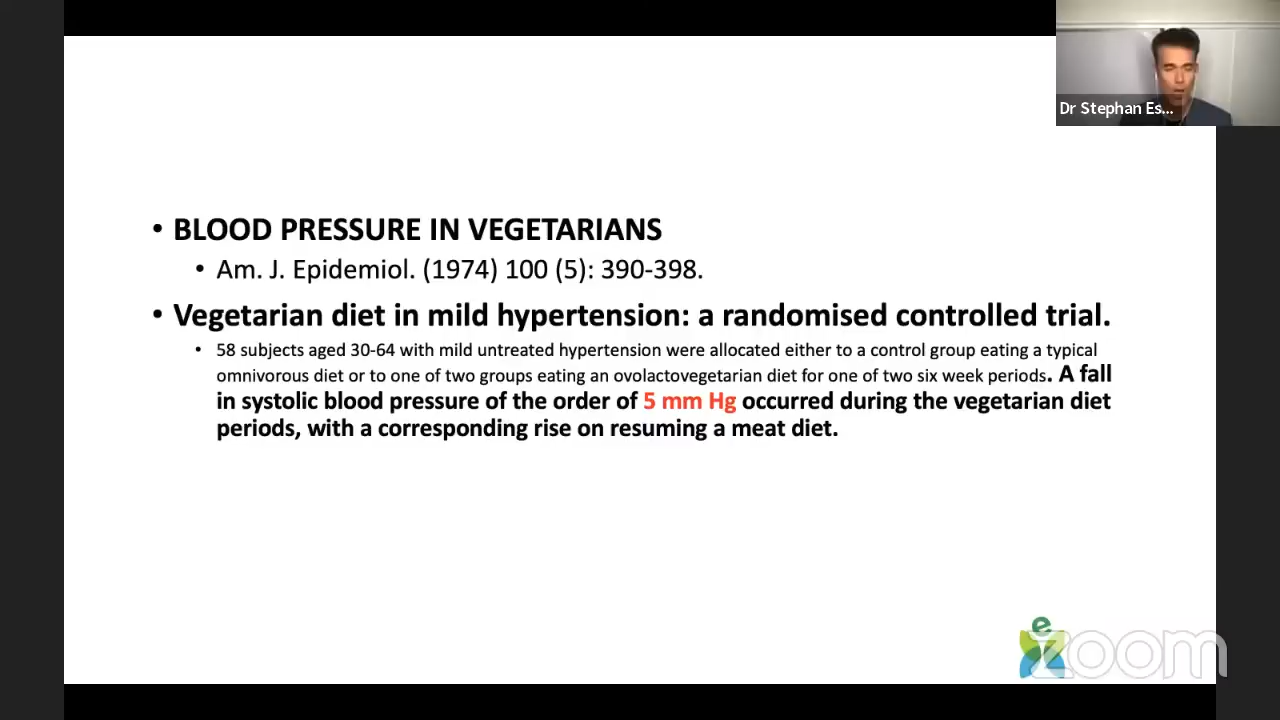 Dr Stephan Es...
• BLOOD PRESSURE IN VEGETARIANS
• Am. J. Epidemiol. (1974) 100 (5): 390-398.
• Vegetarian diet in mild hypertension: a randomised controlled trial.
• 58 subjects aged 30-64 with mild untreated hypertension were allocated either to a control group eating a typical
omnivorous diet or to one of two groups eating an ovolactovegetarian diet for one of two six week periods. A fall
in systolic blood pressure of the order of 5 mm Hg occurred during the vegetarian diet
periods, with a corresponding rise on resuming a meat diet.
e
zoom